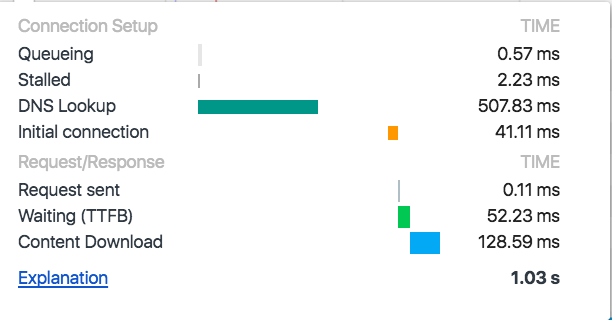 Connection Setup TIME
Queueing 0.57 ms
Stalled 2.23 ms
DNS Lookup 507.83 ms
Initial connection 41.11 ms
Request/Response TIME
Request sent 0.11 ms
Waiting (TTFB) 52.23 ms
Content Download 128.59 ms
Explanation 1.03 s